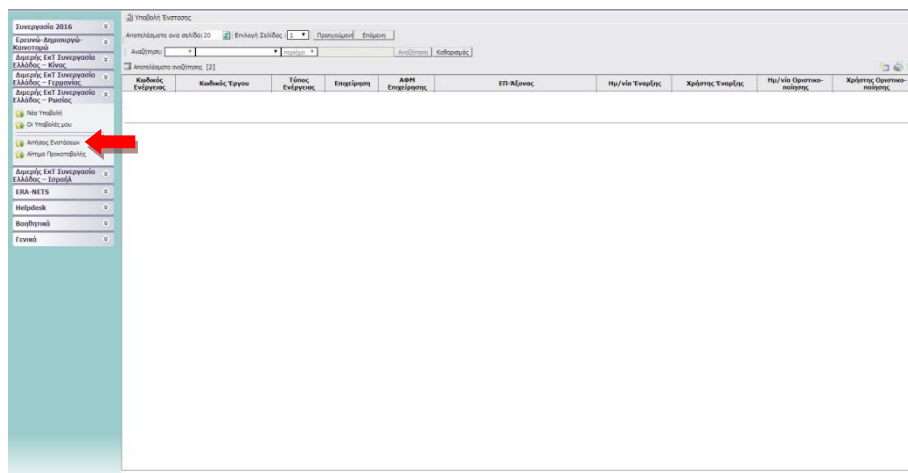 Υποβολή Ένστασης
Συνεργασία 2016
Ερευνώ-Δημιουργώ-
Καινοτομώ
Διμερής ΕκΤ Συνεργασία
Ελλάδας – Κίνας
Διμερής ΕκΤ Συνεργασία
Ελλάδας – Γερμανίας
Διμερής ΕκΤ Συνεργασία
Ελλάδας – Ρωσίας
Νέα Υποβολή
Οι Υποβολές μου
Αιτήσεις Ενστάσεων
Αίτημα Προκαταβολής
Διμερής ΕκΤ Συνεργασία
Ελλάδας – Ισραήλ
ERA-NETS
Helpdesk
Βοηθητικά
Γενικά
Αποτελέσματα ανα σελίδα: 20 Επιλογή Σελίδας : 1 Προηγούμενη Επόμενη
Αναζήτηση: περιέχει Αναζήτηση Καθαρισμός
Αποτελέσματα αναζήτησης [2]
Κωδικός Ενέργειας Κωδικός Έργου Τύπος Ενέργειας Επιχείρηση ΑΦΜ Επιχείρησης ΕΠ-Άξονας Ημ/νία Έναρξης Χρήστης Έναρξης Ημ/νία Οριστικο-ποίησης Χρήστης Οριστικο-ποίησης